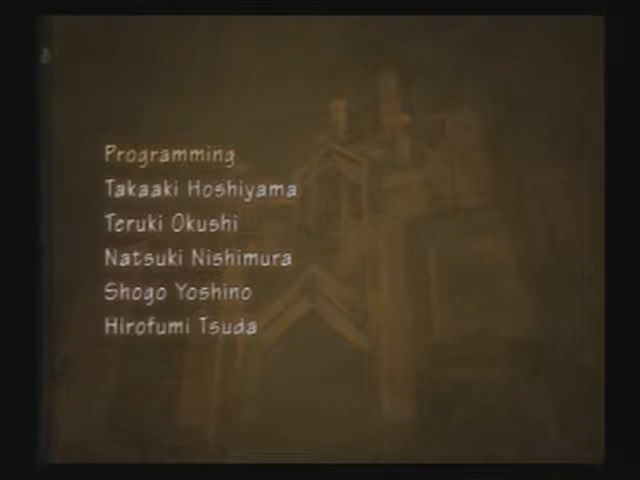 Programming
Takaaki Hoshiyama
Teruki Okushi
Natsuki Nishimura
Shogo Yoshino
Hirofumi Tsuda